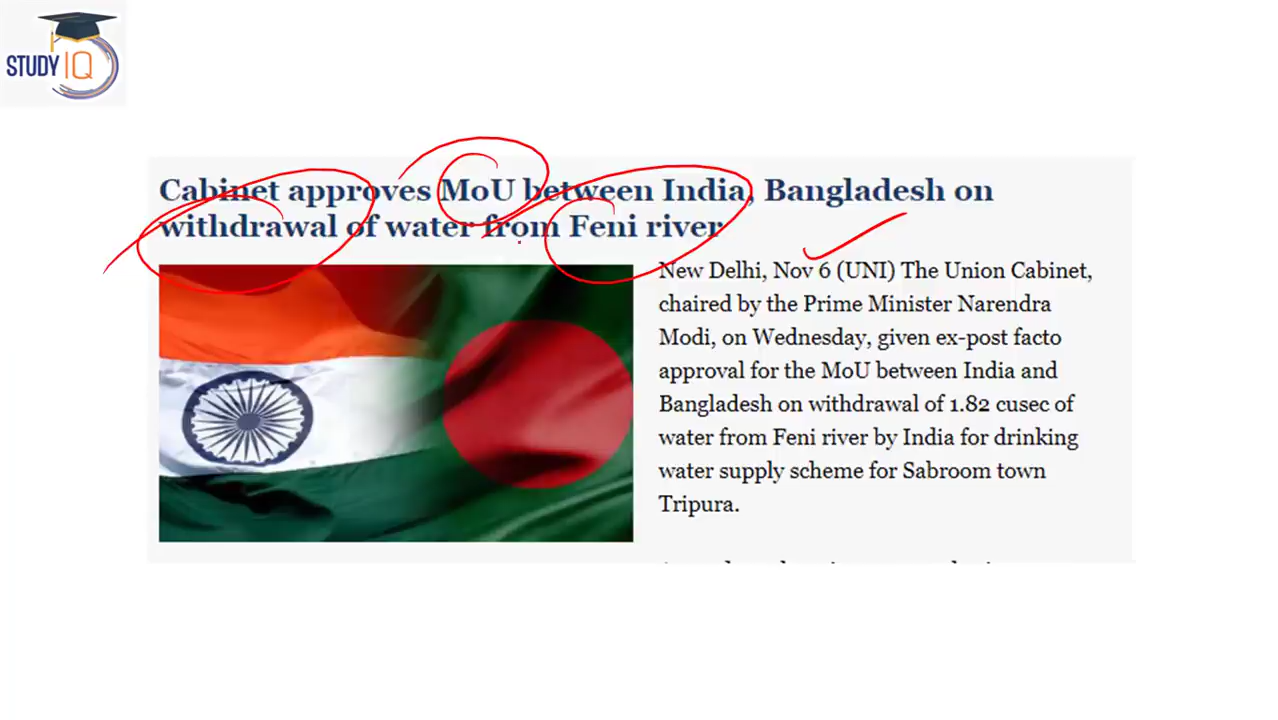 STUDY IQ
Cabinet approves MoU between India, Bangladesh on
withdrawal of water from Feni river
New Delhi, Nov 6 (UNI) The Union Cabinet,
chaired by the Prime Minister Narendra
Modi, on Wednesday, given ex-post facto
approval for the MoU between India and
Bangladesh on withdrawal of 1.82 cusec of
water from Feni river by India for drinking
water supply scheme for Sabroom town
Tripura.